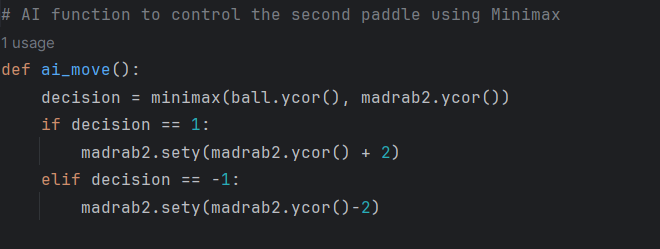 # AI function to control the second paddle using Minimax
1 usage
def ai_move():
    decision = minimax(ball.ycor(), madrab2.ycor())
    if decision == 1:
        madrab2.sety(madrab2.ycor() + 2)
    elif decision == -1:
        madrab2.sety(madrab2.ycor()-2)